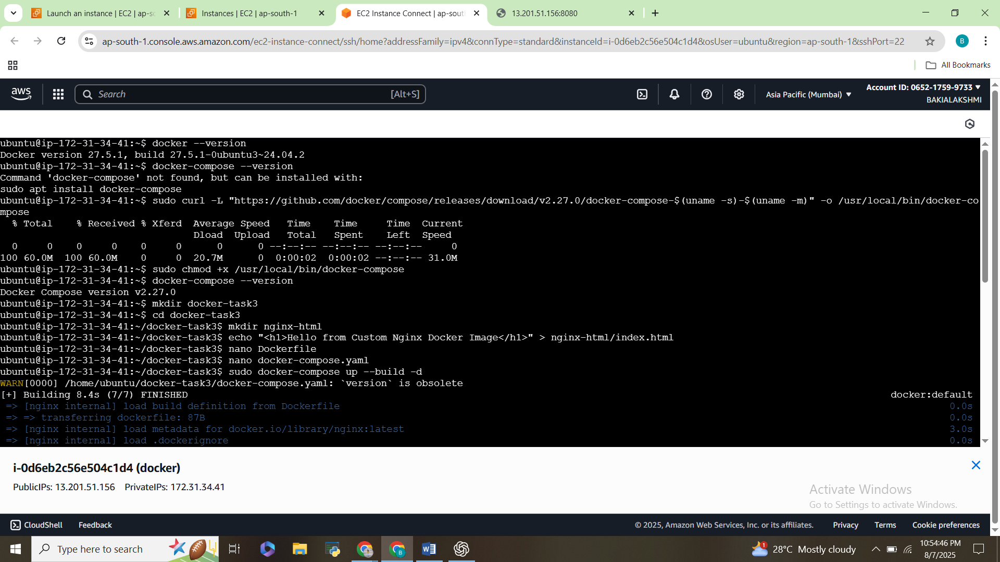 Launch an instance | EC2 | ap-sc
Instances | EC2 | ap-south-1
EC2 Instance Connect | ap-south
13.201.51.156:8080
ap-south-1.console.aws.amazon.com/ec2-instance-connect/ssh/home?addressFamily=ipv4&connType=standard&instanceId=i-0d6eb2c56e504c1d4&osUser=ubuntu&region=ap-south-1&sshPort=22
B
All Bookmarks
aws
Search
[Alt+S]
Asia Pacific (Mumbai)
Account ID: 0652-1759-9733
BAKIALAKSHMI
ubuntu@ip-172-31-34-41:~$ docker --version
Docker version 27.5.1, build 27.5.1-0ubuntu3~24.04.2
ubuntu@ip-172-31-34-41:~$ docker-compose --version
Command 'docker-compose' not found, but can be installed with:
sudo apt install docker-compose
ubuntu@ip-172-31-34-41:~$ sudo curl -L "https://github.com/docker/compose/releases/download/v2.27.0/docker-compose-$(uname -s)-$(uname -m)" -o /usr/local/bin/docker-co
mpose
% Total % Received % Xferd Average Speed Time Time Time Current
Dload Upload Total Spent Left Speed
0 0 0 0 0 0 0 0 --:--:-- --:--:-- --:--:-- 0
100 60.0M 100 60.0M 0 0 20.7M 0 0:00:02 0:00:02 --:--:-- 31.0M
ubuntu@ip-172-31-34-41:~$ sudo chmod +x /usr/local/bin/docker-compose
ubuntu@ip-172-31-34-41:~$ docker-compose --version
Docker Compose version v2.27.0
ubuntu@ip-172-31-34-41:~$ mkdir docker-task3
ubuntu@ip-172-31-34-41:~$ cd docker-task3
ubuntu@ip-172-31-34-41:~/docker-task3$ mkdir nginx-html
ubuntu@ip-172-31-34-41:~/docker-task3$ echo "<h1>Hello from Custom Nginx Docker Image</h1>" > nginx-html/index.html
ubuntu@ip-172-31-34-41:~/docker-task3$ nano Dockerfile
ubuntu@ip-172-31-34-41:~/docker-task3$ nano docker-compose.yaml
ubuntu@ip-172-31-34-41:~/docker-task3$ sudo docker-compose up --build -d
WARN[0000] /home/ubuntu/docker-task3/docker-compose.yaml: `version` is obsolete
[+] Building 8.4s (7/7) FINISHED docker:default
=> [nginx internal] load build definition from Dockerfile 0.0s
=> => transferring dockerfile: 87B 0.0s
=> [nginx internal] load metadata for docker.io/library/nginx:latest 3.0s
=> [nginx internal] load .dockerignore 0.0s
i-0d6eb2c56e504c1d4 (docker)
PublicIPs: 13.201.51.156 PrivateIPs: 172.31.34.41
Activate Windows
Go to Settings to activate Windows.
CloudShell
Feedback
© 2025, Amazon Web Services, Inc. or its affiliates.
Privacy
Terms
Cookie preferences
Type here to search
1
28°C Mostly cloudy
10:54:46 PM
8/7/2025